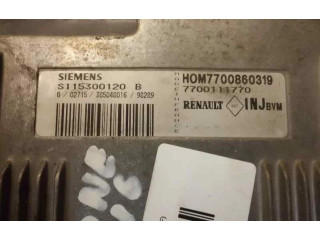 SIEMENS
S115300120 B
HOM7700860319
7700111770
RENAULT INJ BVM